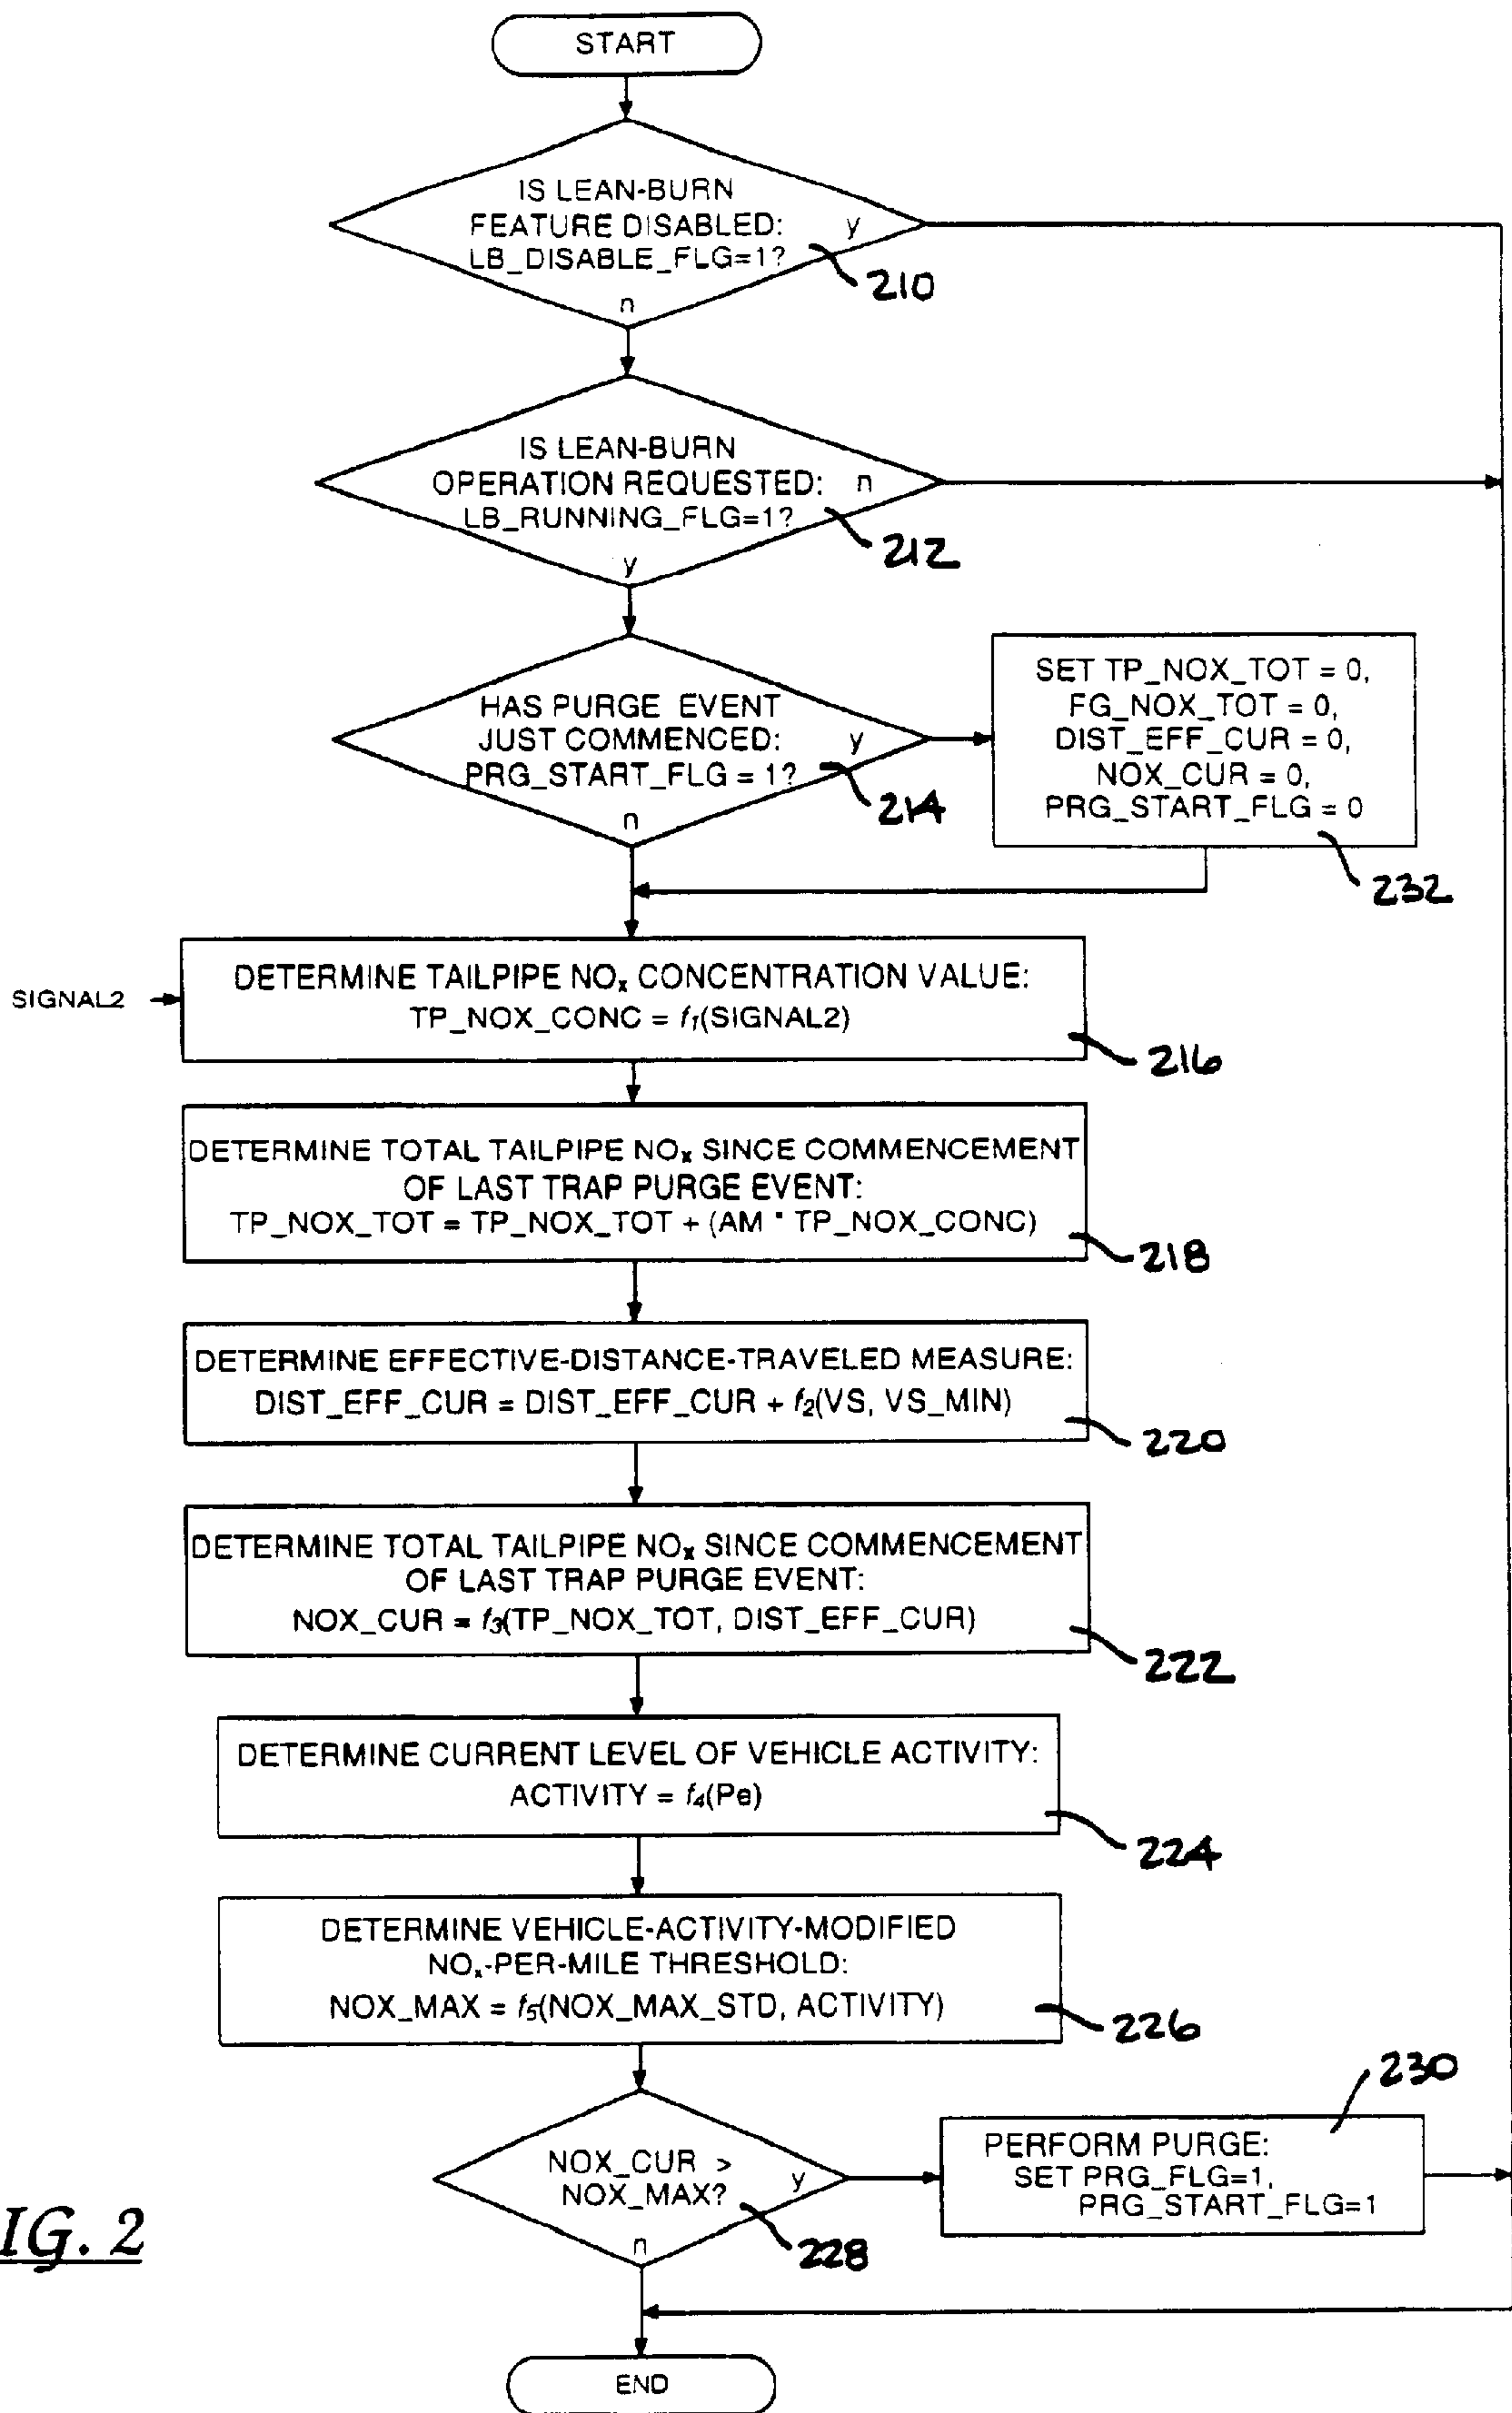 START
IS LEAN-BURN
FEATURE DISABLED: y
LB_DISABLE_FLG=1?
210
n
IS LEAN-BURN
OPERATION REQUESTED: n
LB_RUNNING_FLG=1?
212
y
HAS PURGE EVENT
JUST COMMENCED: y
PRG_START_FLG = 1?
214
n
SET TP_NOX_TOT = 0,
FG_NOX_TOT = 0,
DIST_EFF_CUR = 0,
NOX_CUR = 0,
PRG_START_FLG = 0
232
SIGNAL2
DETERMINE TAILPIPE NOx CONCENTRATION VALUE:
TP_NOX_CONC = f1(SIGNAL2)
216
DETERMINE TOTAL TAILPIPE NOx SINCE COMMENCEMENT
OF LAST TRAP PURGE EVENT:
TP_NOX_TOT = TP_NOX_TOT + (AM * TP_NOX_CONC)
218
DETERMINE EFFECTIVE-DISTANCE-TRAVELED MEASURE:
DIST_EFF_CUR = DIST_EFF_CUR + f2(VS, VS_MIN)
220
DETERMINE TOTAL TAILPIPE NOx SINCE COMMENCEMENT
OF LAST TRAP PURGE EVENT:
NOX_CUR = f3(TP_NOX_TOT, DIST_EFF_CUR)
222
DETERMINE CURRENT LEVEL OF VEHICLE ACTIVITY:
ACTIVITY = f4(Pe)
224
DETERMINE VEHICLE-ACTIVITY-MODIFIED
NOx-PER-MILE THRESHOLD:
NOX_MAX = f5(NOX_MAX_STD, ACTIVITY)
226
NOX_CUR >
NOX_MAX? y
228
n
230
PERFORM PURGE:
SET PRG_FLG=1,
PRG_START_FLG=1
IG. 2
END